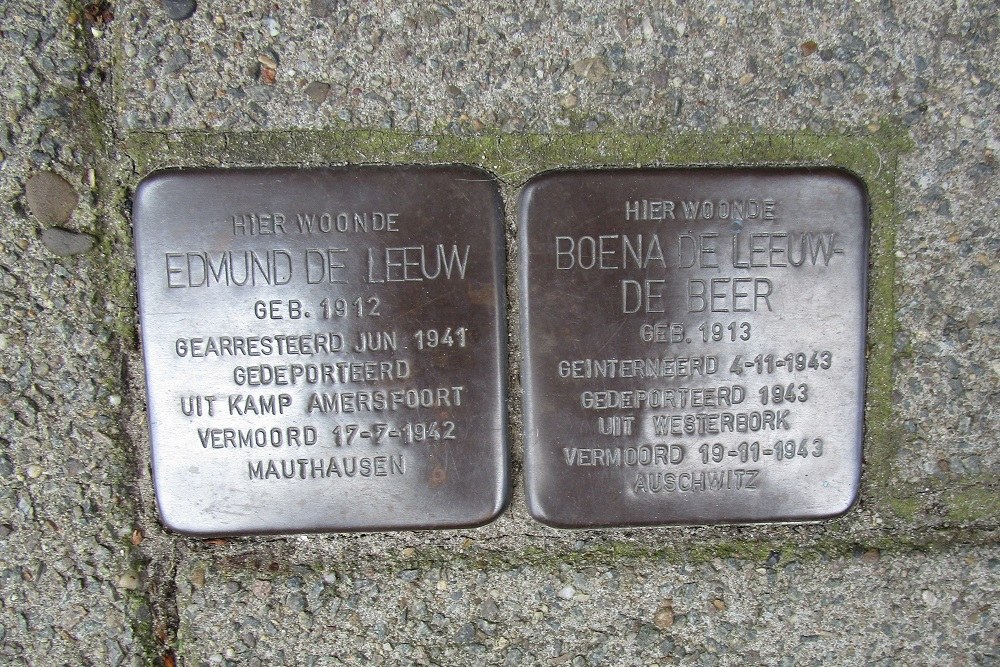 HIER WOONDE
EDMUND DE LEEUW
GEB. 1912
GEARRESTEERD JUN. 1941
GEDEPORTEERD
UIT KAMP AMERSFOORT
VERMOORD 17-7-1942
MAUTHAUSEN
HIER WOONDE
BOENA DE LEEUW-
DE BEER
GEB. 1913
GEÏNTERNEERD 4-11-1943
GEDEPORTEERD 1943
UIT WESTERBORK
VERMOORD 19-11-1943
AUSCHWITZ